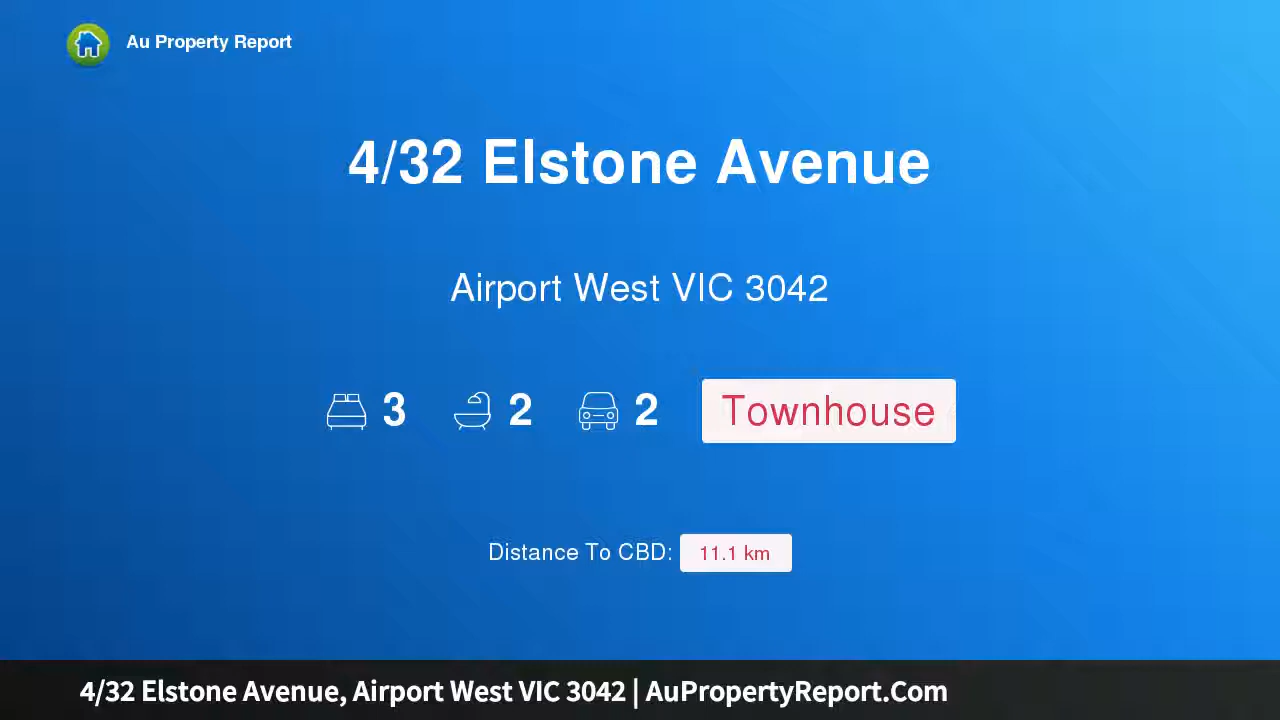 Au Property Report
4/32 Elstone Avenue
Airport West VIC 3042
3 2 2 Townhouse
Distance To CBD: 11.1 km
4/32 Elstone Avenue, Airport West VIC 3042 | AuPropertyReport.Com